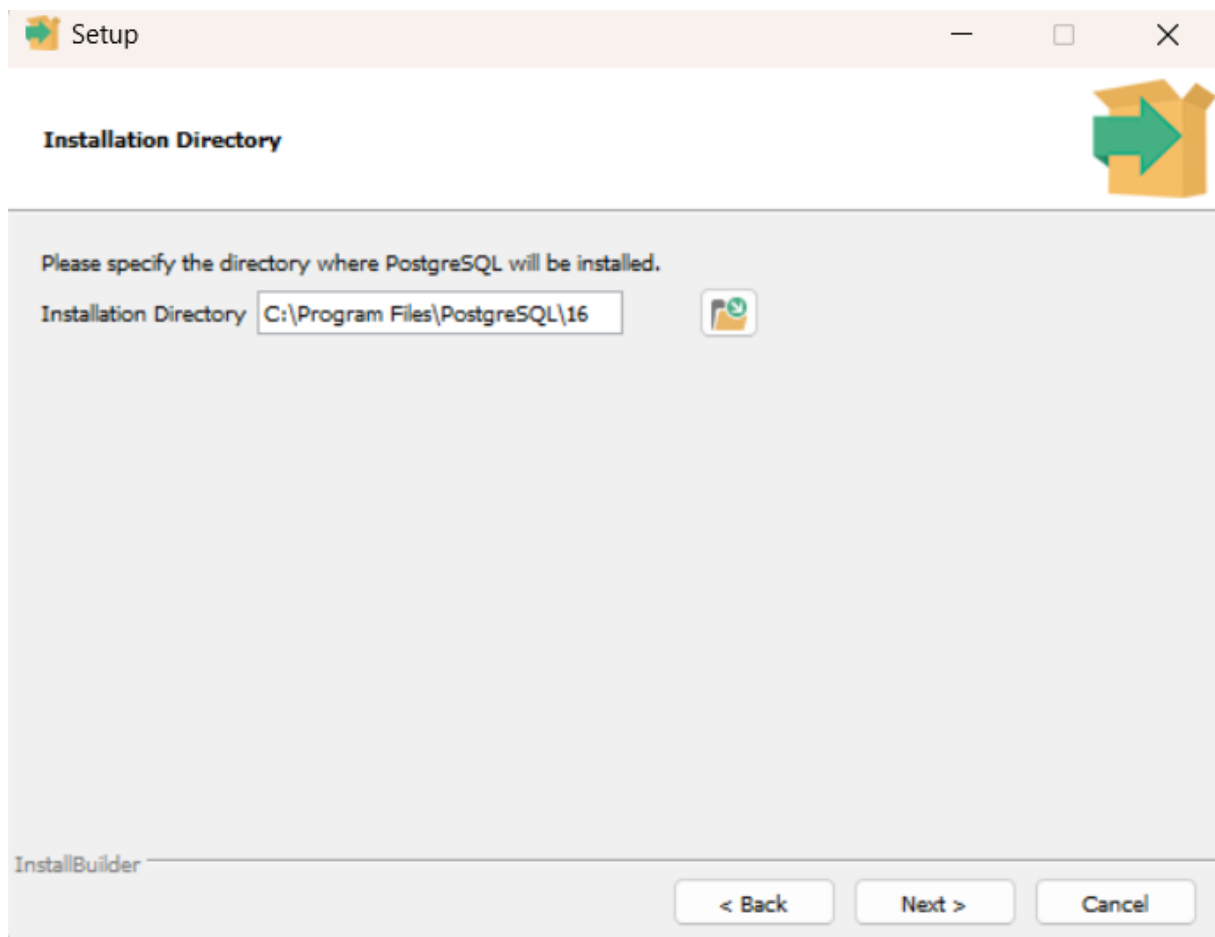 Setup
Installation Directory
Please specify the directory where PostgreSQL will be installed.
Installation Directory C:\Program Files\PostgreSQL\16
InstallBuilder
< Back Next > Cancel